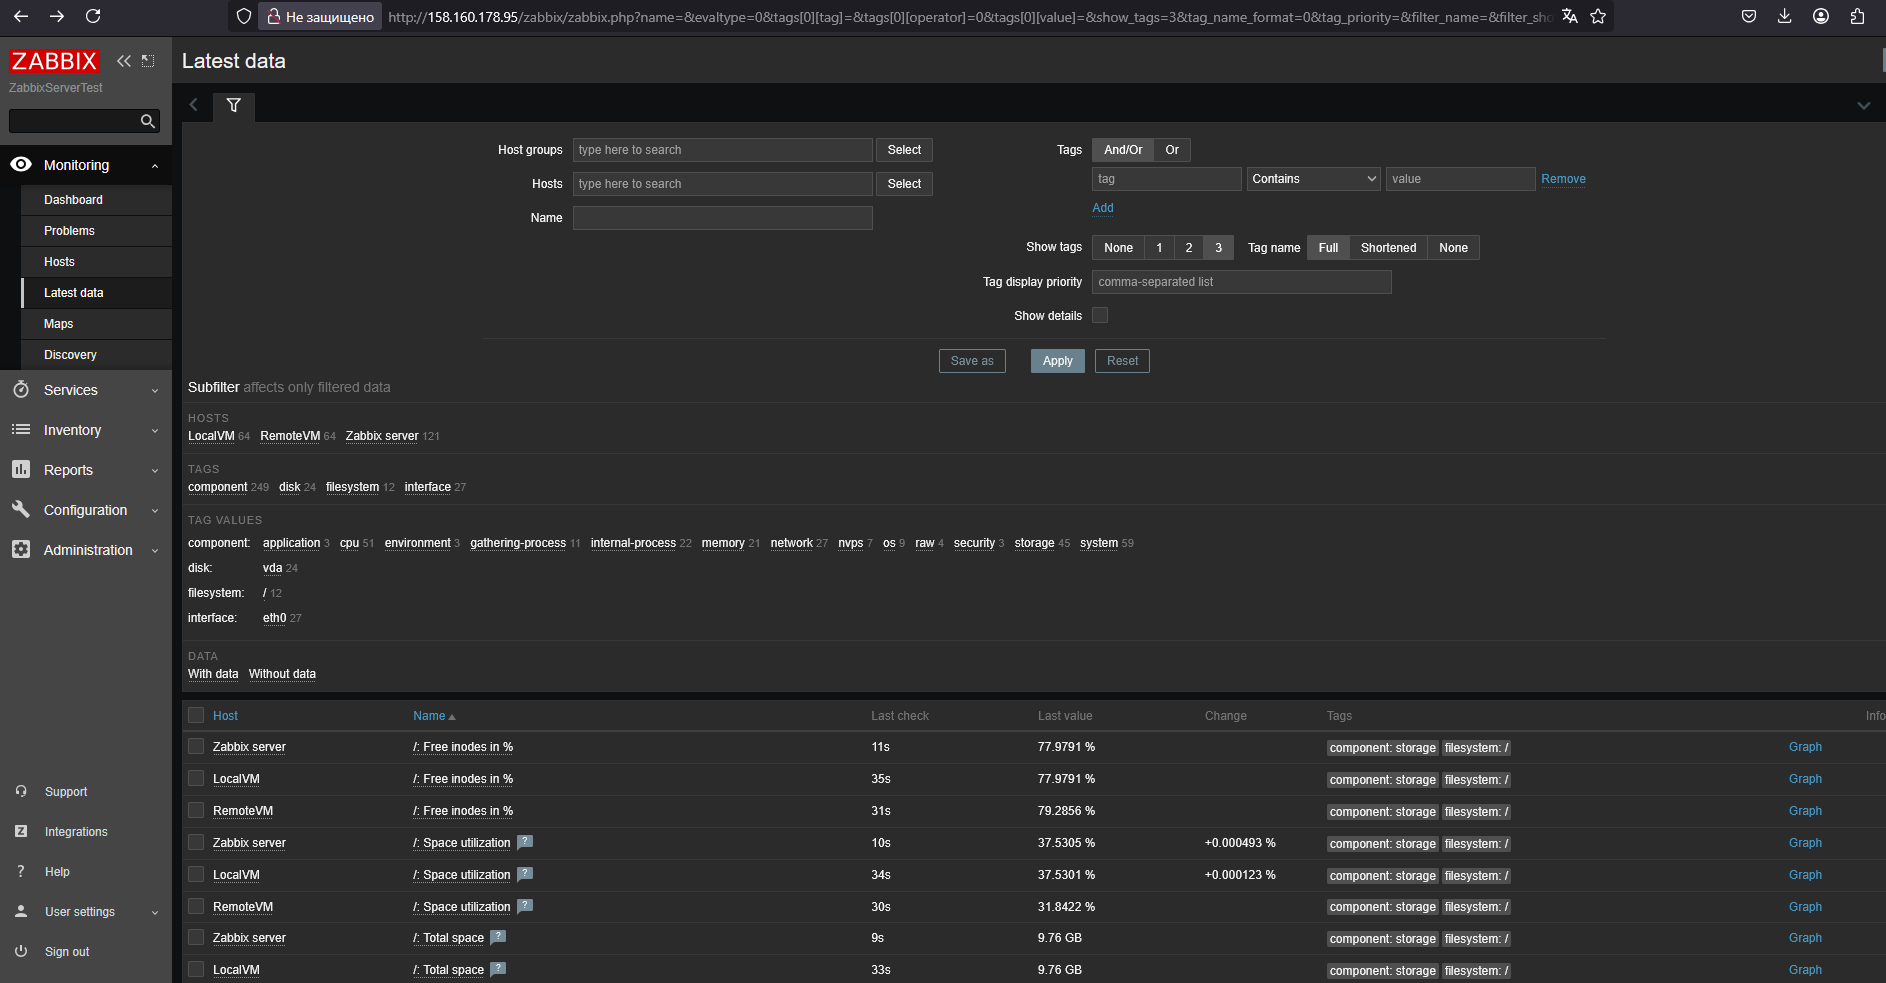 Не защищено http://158.160.178.95/zabbix/zabbix.php?name=&evaltype=0&tags[0][tag]=&tags[0][operator]=0&tags[0][value]=&show_tags=3&tag_name_format=0&tag_priority=&filter_name=&filter_sho
ZABBIX
ZabbixServerTest
Monitoring
Dashboard
Problems
Hosts
Latest data
Maps
Discovery
Services
Inventory
Reports
Configuration
Administration
Support
Integrations
Help
User settings
Sign out
Latest data
Host groups type here to search Select
Hosts type here to search Select
Name
Tags And/Or Or
tag Contains value Remove
Add
Show tags None 1 2 3 Tag name Full Shortened None
Tag display priority comma-separated list
Show details
Save as Apply Reset
Subfilter affects only filtered data
HOSTS
LocalVM 64 RemoteVM 64 Zabbix server 121
TAGS
component 249 disk 24 filesystem 12 interface 27
TAG VALUES
component: application 3 cpu 51 environment 3 gathering-process 11 internal-process 22 memory 21 network 27 nvps 7 os 9 raw 4 security 3 storage 45 system 59
disk: vda 24
filesystem: / 12
interface: eth0 27
DATA
With data Without data
Host Name Last check Last value Change Tags Info
Zabbix server /: Free inodes in % 11s 77.9791 % component: storage filesystem: / Graph
LocalVM /: Free inodes in % 35s 77.9791 % component: storage filesystem: / Graph
RemoteVM /: Free inodes in % 31s 79.2856 % component: storage filesystem: / Graph
Zabbix server /: Space utilization ? 10s 37.5305 % +0.000493 % component: storage filesystem: / Graph
LocalVM /: Space utilization ? 34s 37.5301 % +0.000123 % component: storage filesystem: / Graph
RemoteVM /: Space utilization ? 30s 31.8422 % component: storage filesystem: / Graph
Zabbix server /: Total space ? 9s 9.76 GB component: storage filesystem: / Graph
LocalVM /: Total space ? 33s 9.76 GB component: storage filesystem: / Graph